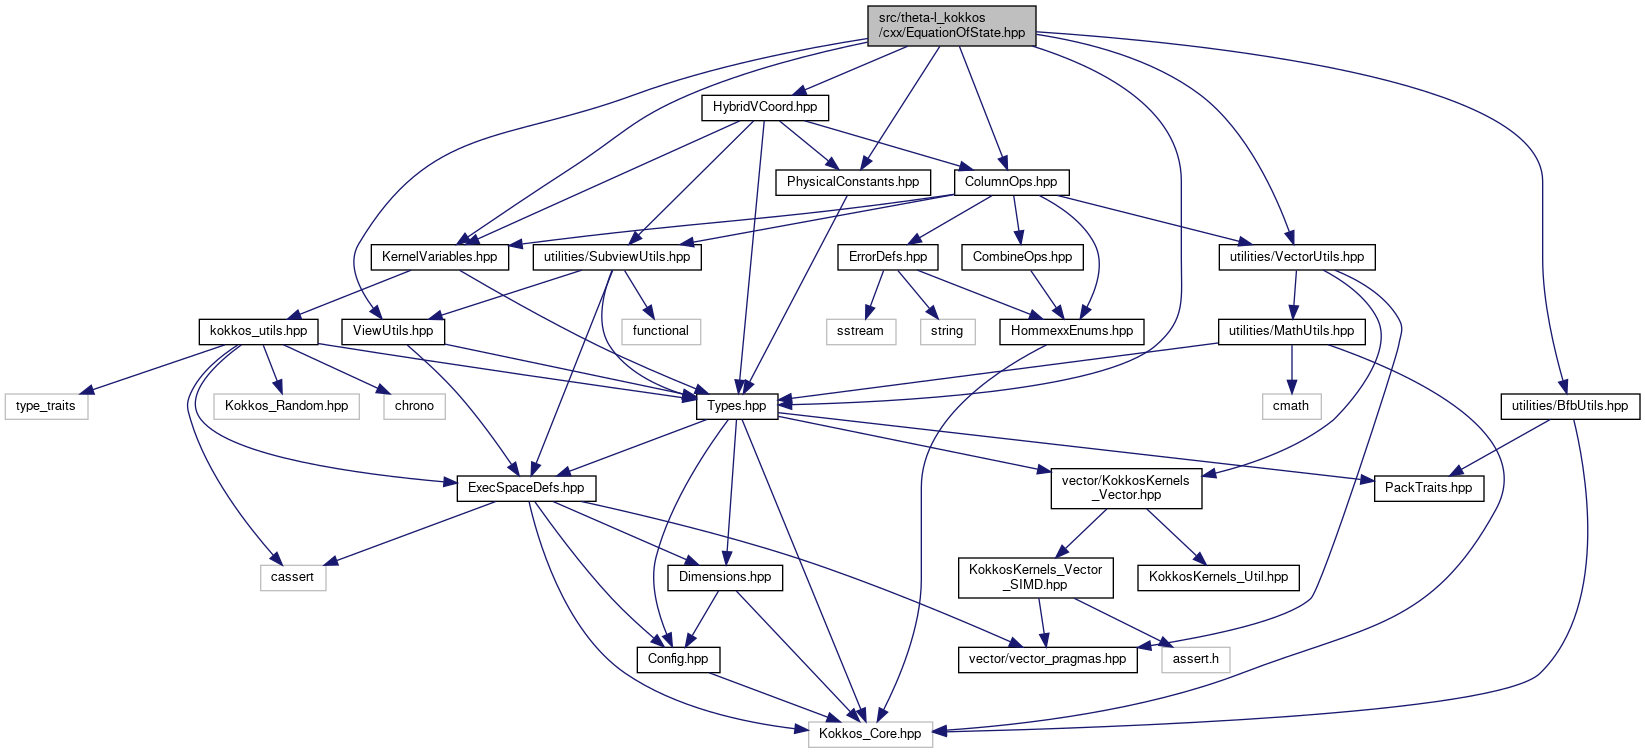 src/theta-l_kokkos
/cxx/EquationOfState.hpp
HybridVCoord.hpp
PhysicalConstants.hpp
ColumnOps.hpp
KernelVariables.hpp
utilities/SubviewUtils.hpp
ErrorDefs.hpp
CombineOps.hpp
utilities/VectorUtils.hpp
kokkos_utils.hpp
ViewUtils.hpp
functional
sstream
string
HommexxEnums.hpp
utilities/MathUtils.hpp
type_traits
Kokkos_Random.hpp
chrono
Types.hpp
cmath
utilities/BfbUtils.hpp
ExecSpaceDefs.hpp
vector/KokkosKernels
_Vector.hpp
PackTraits.hpp
cassert
Dimensions.hpp
KokkosKernels_Vector
_SIMD.hpp
KokkosKernels_Util.hpp
Config.hpp
vector/vector_pragmas.hpp
assert.h
Kokkos_Core.hpp